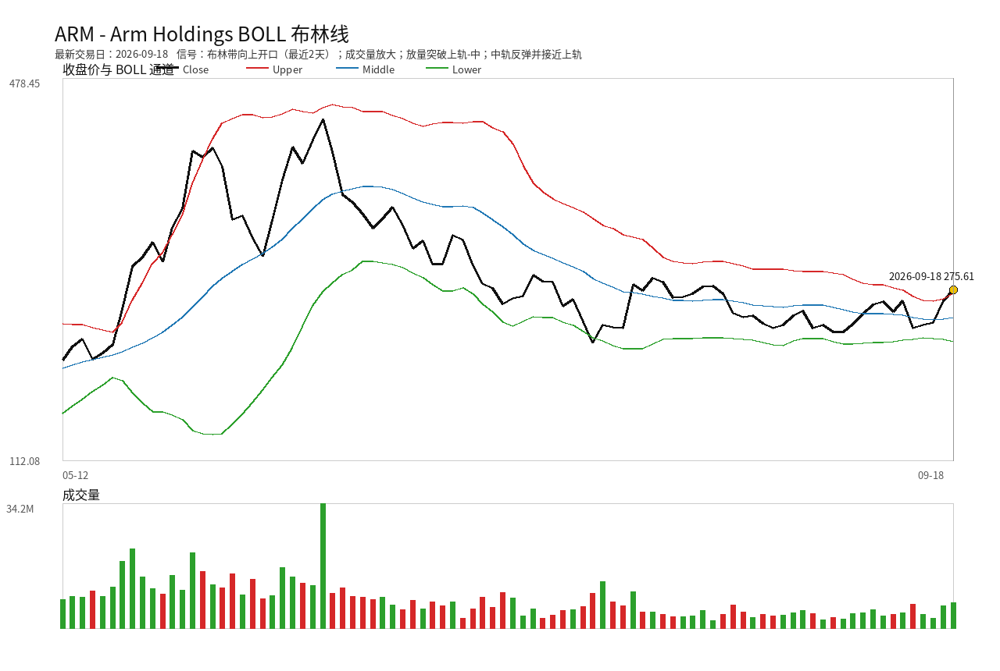 ARM - Arm Holdings BOLL 布林线
最新交易日：2026-09-18 信号：布林带向上开口（最近2天）；成交量放大；放量突破上轨-中；中轨反弹并接近上轨
收盘价与 BOLL 通道 Close Upper Middle Lower
478.45
2026-09-18 275.61
112.08
05-12 09-18
成交量
34.2M